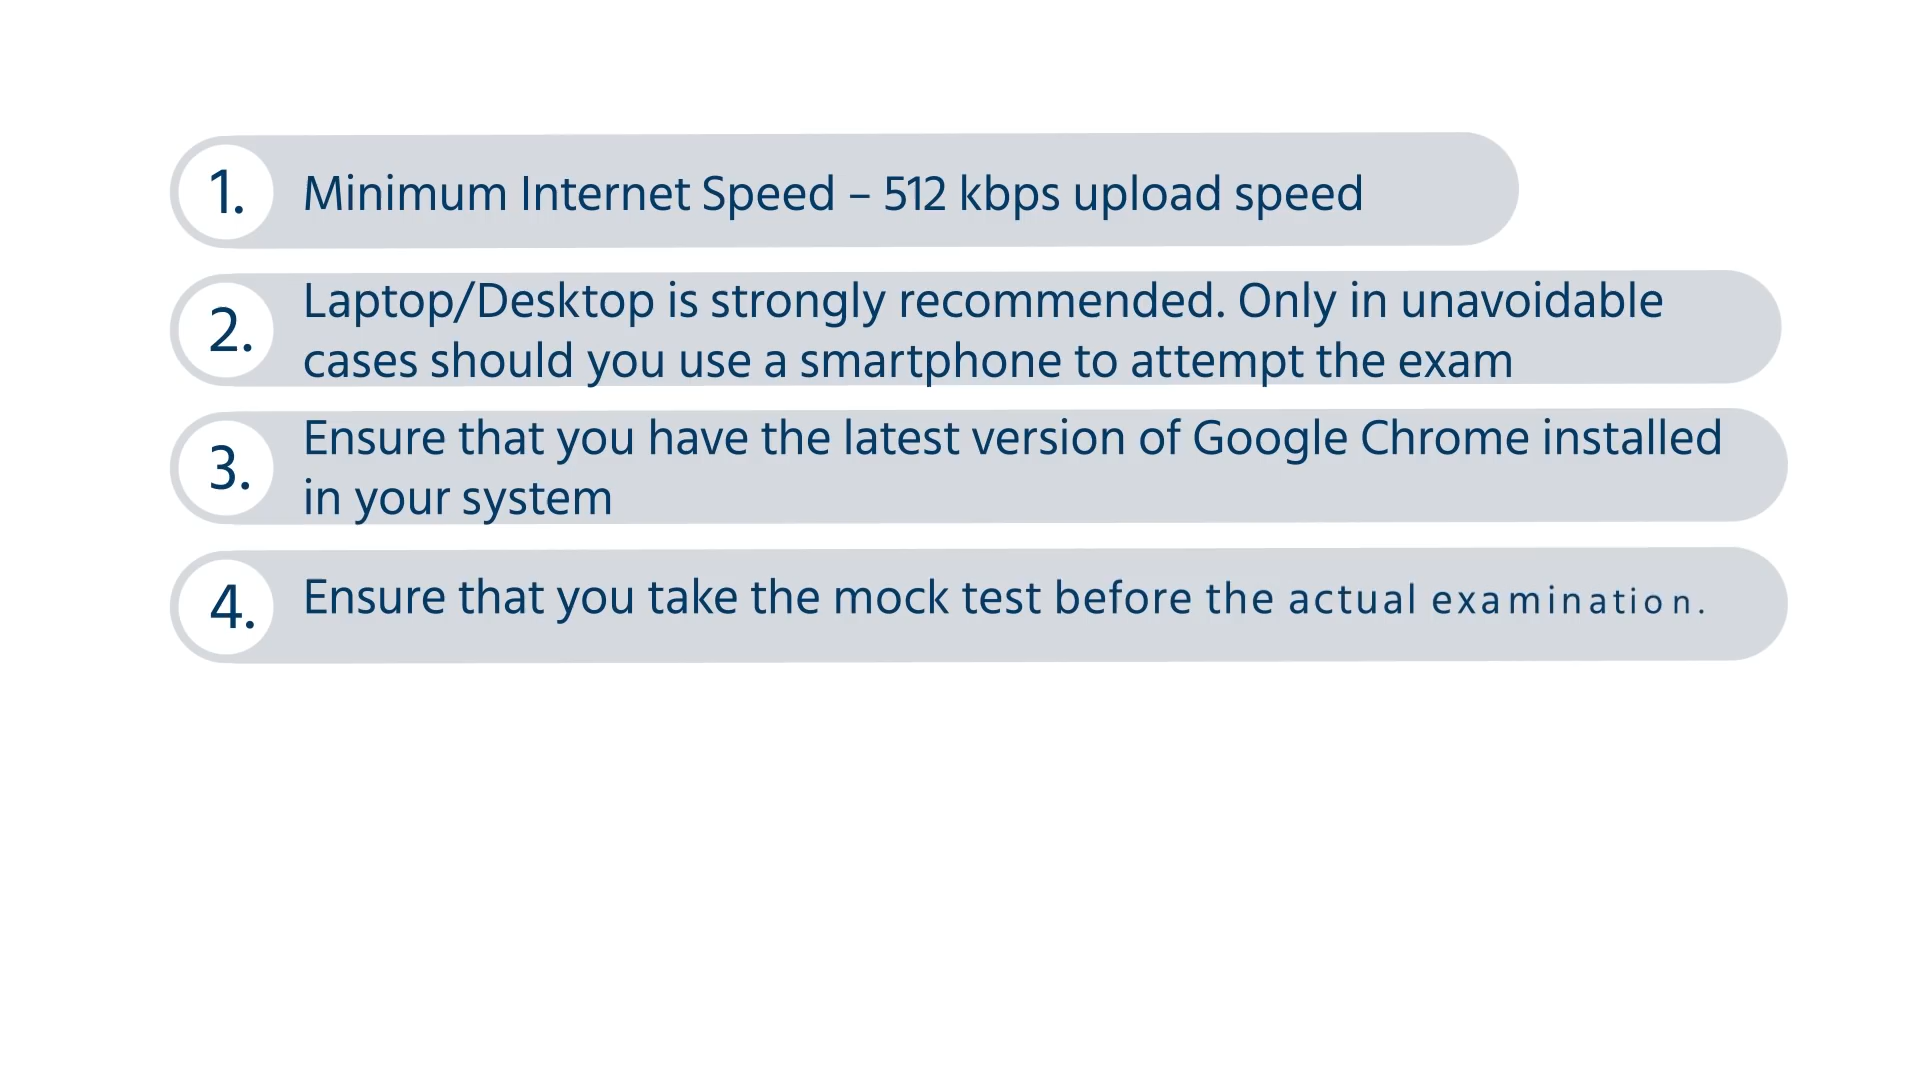 1. Minimum Internet Speed – 512 kbps upload speed
2. Laptop/Desktop is strongly recommended. Only in unavoidable
cases should you use a smartphone to attempt the exam
3. Ensure that you have the latest version of Google Chrome installed
in your system
4. Ensure that you take the mock test before the actual examination.